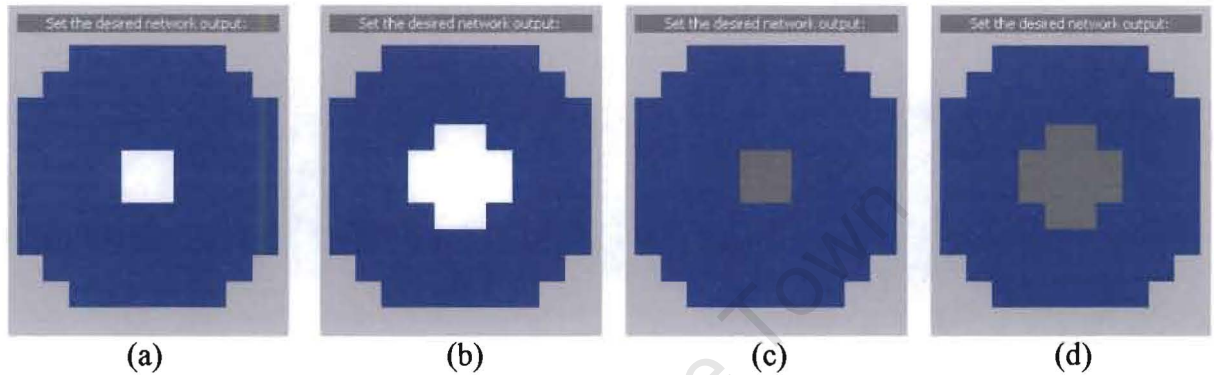 Set the desired network output: Set the desired network output: Set the desired network output: Set the desired network output:
(a) (b) (c) (d)
Town